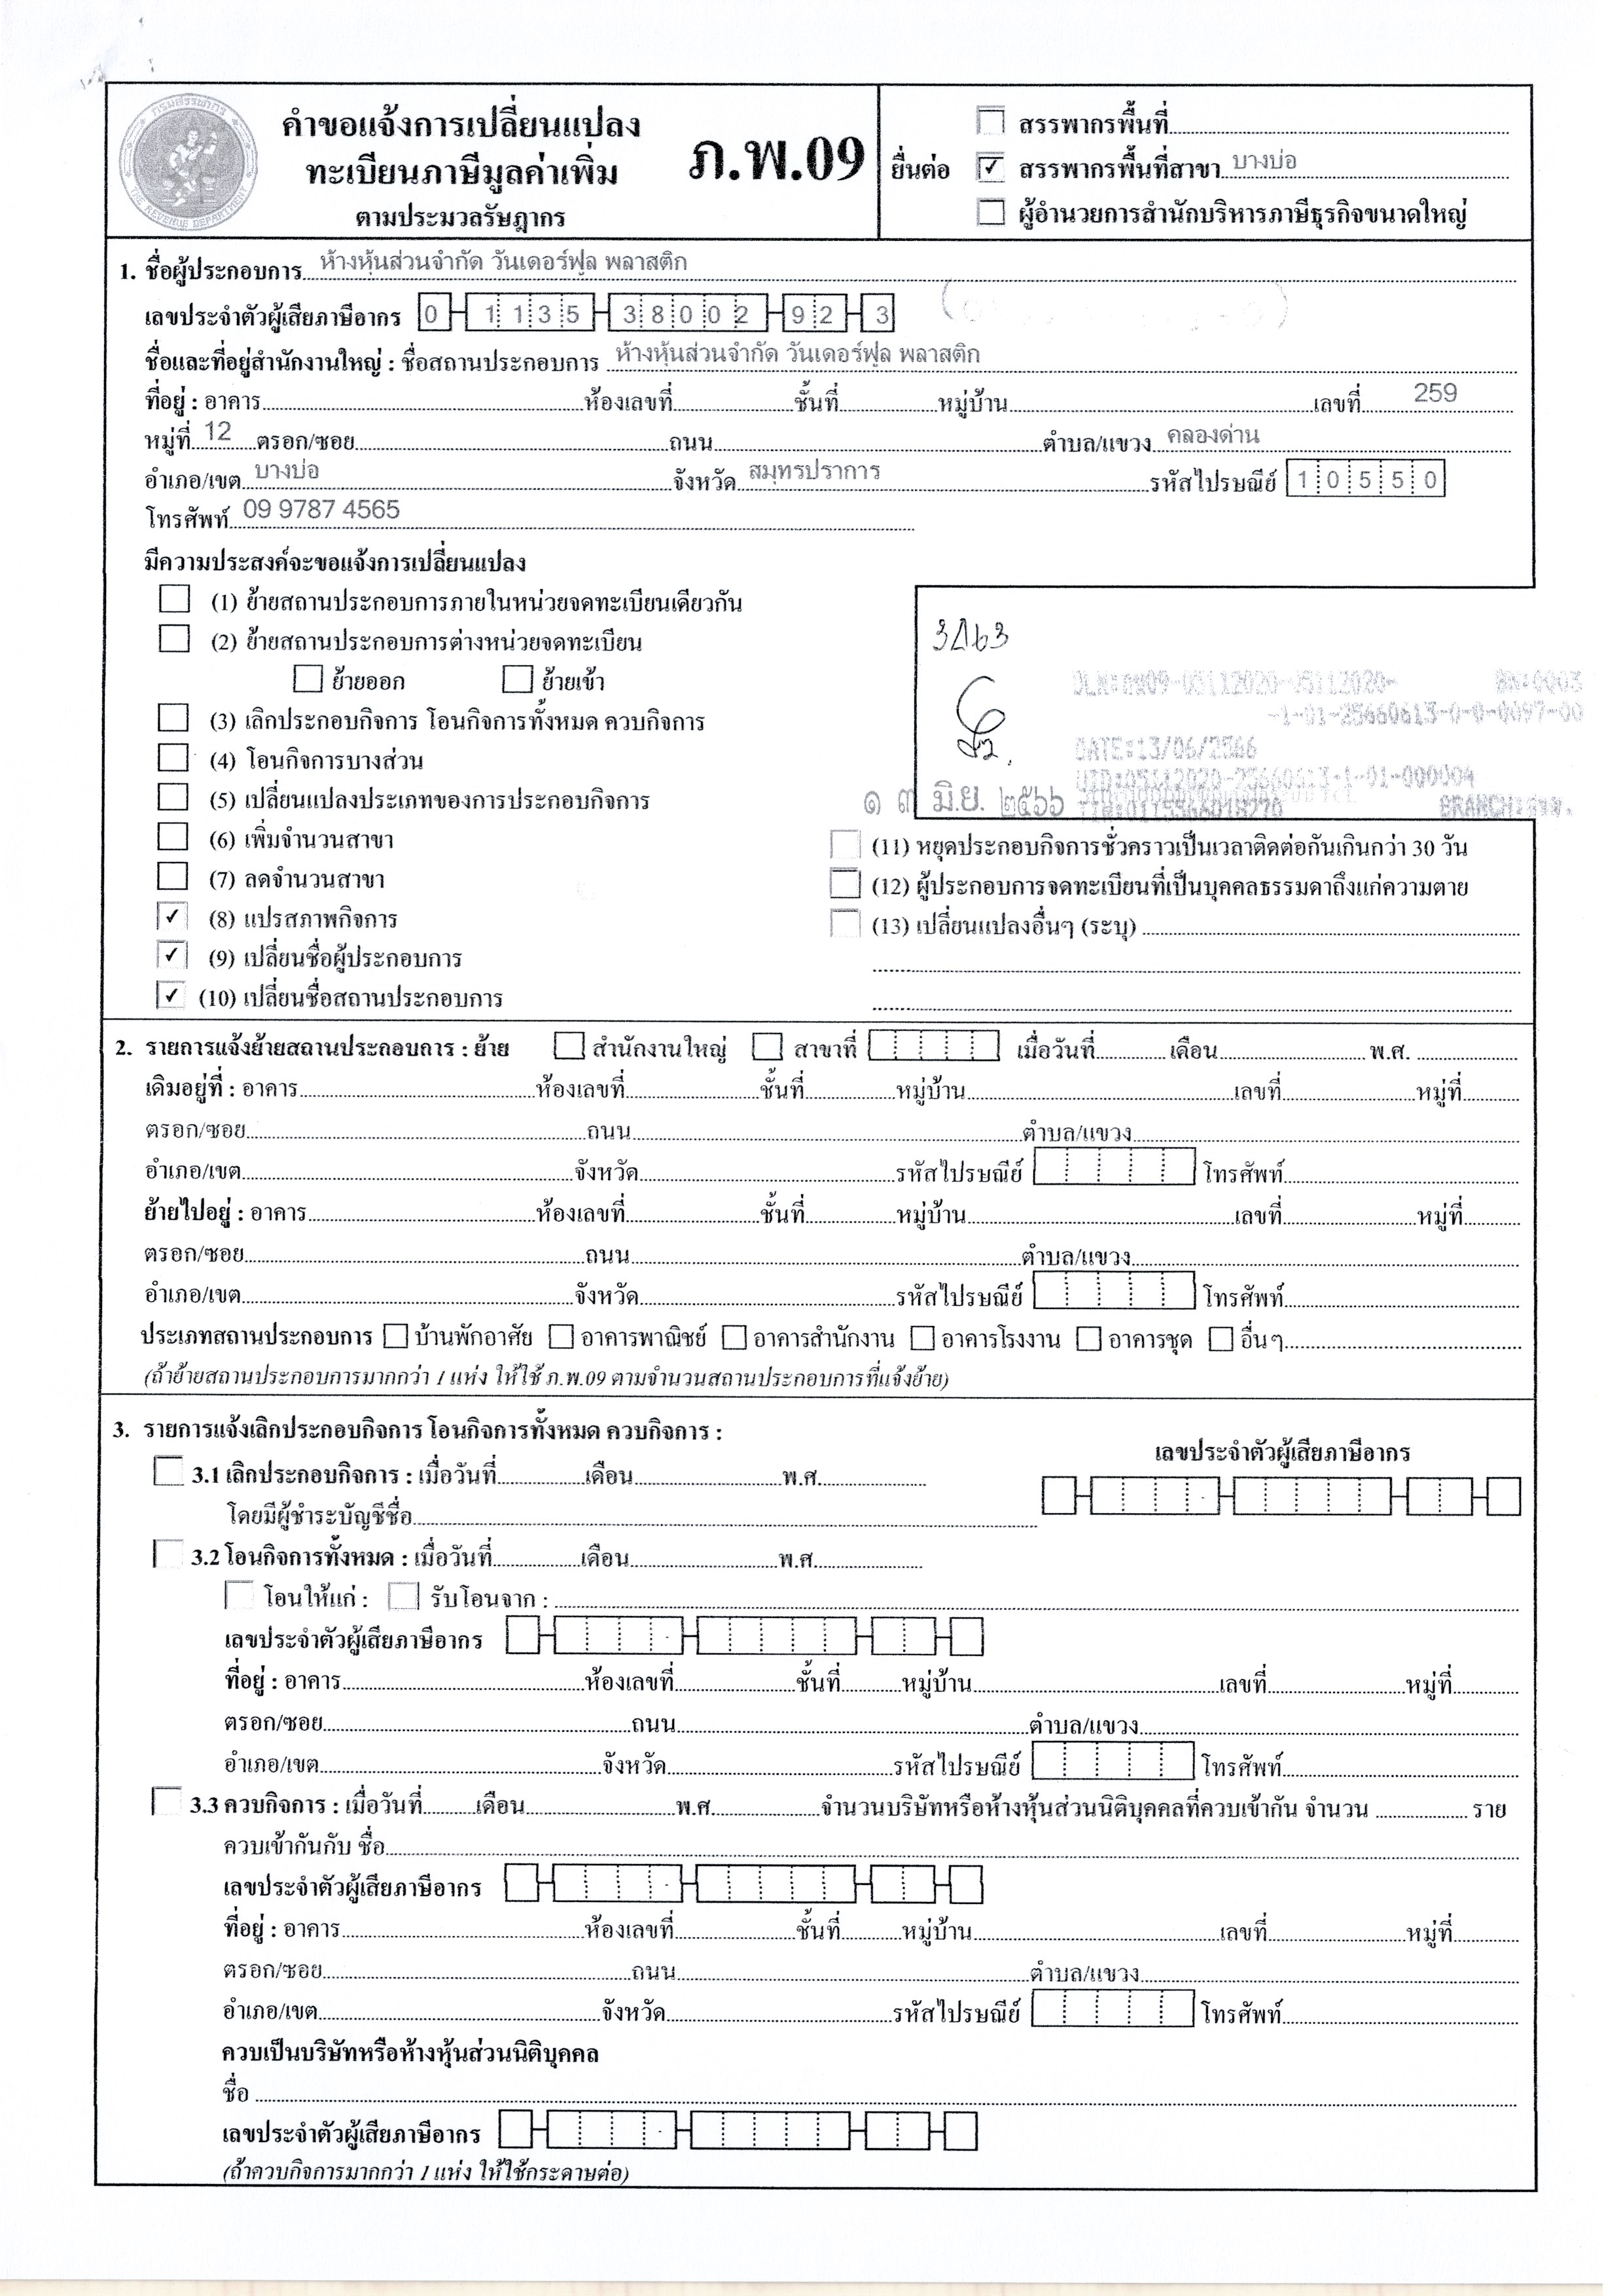 คำขอแจ้งการเปลี่ยนแปลง
ทะเบียนภาษีมูลค่าเพิ่ม
ตามประมวลรัษฎากร
ภ.พ.09
ยื่นต่อ
สรรพากรพื้นที่
✓ สรรพากรพื้นที่สาขา บางบ่อ
ผู้อำนวยการสำนักบริหารภาษีธุรกิจขนาดใหญ่
กรมสรรพากร
THE REVENUE DEPARTMENT
1. ชื่อผู้ประกอบการ ห้างหุ้นส่วนจำกัด วันเดอร์ฟูล พลาสติก
เลขประจำตัวผู้เสียภาษีอากร 0-1135-38002-92-3
ชื่อและที่อยู่สำนักงานใหญ่ : ชื่อสถานประกอบการ ห้างหุ้นส่วนจำกัด วันเดอร์ฟูล พลาสติก
ที่อยู่ : อาคาร ห้องเลขที่ ชั้นที่ หมู่บ้าน เลขที่ 259
หมู่ที่ 12 ตรอก/ซอย ถนน ตำบล/แขวง คลองด่าน
อำเภอ/เขต บางบ่อ จังหวัด สมุทรปราการ รหัสไปรษณีย์ 10550
โทรศัพท์ 09 9787 4565
มีความประสงค์จะขอแจ้งการเปลี่ยนแปลง
(1) ย้ายสถานประกอบการภายในหน่วยจดทะเบียนเดียวกัน
(2) ย้ายสถานประกอบการต่างหน่วยจดทะเบียน
ย้ายออก ย้ายเข้า
(3) เลิกประกอบกิจการ โอนกิจการทั้งหมด ควบกิจการ
(4) โอนกิจการบางส่วน
(5) เปลี่ยนแปลงประเภทของการประกอบกิจการ
(6) เพิ่มจำนวนสาขา
(7) ลดจำนวนสาขา
✓ (8) แปรสภาพกิจการ
✓ (9) เปลี่ยนชื่อผู้ประกอบการ
✓ (10) เปลี่ยนชื่อสถานประกอบการ
DATE:13/06/2566
๑ ๓ มิ.ย. ๒๕๖๖
(11) หยุดประกอบกิจการชั่วคราวเป็นเวลาติดต่อกันเกินกว่า 30 วัน
(12) ผู้ประกอบการจดทะเบียนที่เป็นบุคคลธรรมดาถึงแก่ความตาย
(13) เปลี่ยนแปลงอื่นๆ (ระบุ)
2. รายการแจ้งย้ายสถานประกอบการ : ย้าย สำนักงานใหญ่ สาขาที่ เมื่อวันที่ เดือน พ.ศ.
เดิมอยู่ที่ : อาคาร ห้องเลขที่ ชั้นที่ หมู่บ้าน เลขที่ หมู่ที่
ตรอก/ซอย ถนน ตำบล/แขวง
อำเภอ/เขต จังหวัด รหัสไปรษณีย์ โทรศัพท์
ย้ายไปอยู่ : อาคาร ห้องเลขที่ ชั้นที่ หมู่บ้าน เลขที่ หมู่ที่
ตรอก/ซอย ถนน ตำบล/แขวง
อำเภอ/เขต จังหวัด รหัสไปรษณีย์ โทรศัพท์
ประเภทสถานประกอบการ บ้านพักอาศัย อาคารพาณิชย์ อาคารสำนักงาน อาคารโรงงาน อาคารชุด อื่นๆ
(ถ้าย้ายสถานประกอบการมากกว่า 1 แห่ง ให้ใช้ ภ.พ.09 ตามจำนวนสถานประกอบการที่แจ้งย้าย)
3. รายการแจ้งเลิกประกอบกิจการ โอนกิจการทั้งหมด ควบกิจการ :
เลขประจำตัวผู้เสียภาษีอากร
3.1 เลิกประกอบกิจการ : เมื่อวันที่ เดือน พ.ศ.
โดยมีผู้ชำระบัญชีชื่อ
3.2 โอนกิจการทั้งหมด : เมื่อวันที่ เดือน พ.ศ.
โอนให้แก่ : รับโอนจาก :
เลขประจำตัวผู้เสียภาษีอากร
ที่อยู่ : อาคาร ห้องเลขที่ ชั้นที่ หมู่บ้าน เลขที่ หมู่ที่
ตรอก/ซอย ถนน ตำบล/แขวง
อำเภอ/เขต จังหวัด รหัสไปรษณีย์ โทรศัพท์
3.3 ควบกิจการ : เมื่อวันที่ เดือน พ.ศ. จำนวนบริษัทหรือห้างหุ้นส่วนนิติบุคคลที่ควบเข้ากัน จำนวน ราย
ควบเข้ากันกับ ชื่อ
เลขประจำตัวผู้เสียภาษีอากร
ที่อยู่ : อาคาร ห้องเลขที่ ชั้นที่ หมู่บ้าน เลขที่ หมู่ที่
ตรอก/ซอย ถนน ตำบล/แขวง
อำเภอ/เขต จังหวัด รหัสไปรษณีย์ โทรศัพท์
ควบเป็นบริษัทหรือห้างหุ้นส่วนนิติบุคคล
ชื่อ
เลขประจำตัวผู้เสียภาษีอากร
(ถ้าควบกิจการมากกว่า 1 แห่ง ให้ใช้กระดาษต่อ)